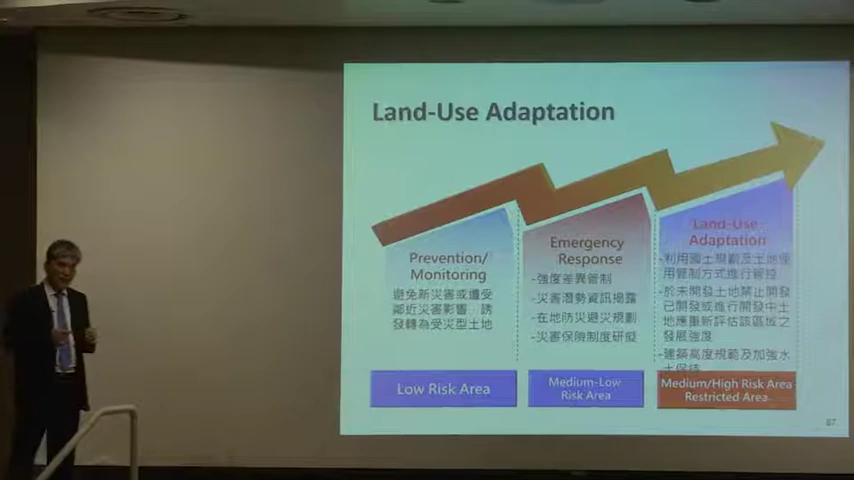 Land-Use Adaptation
Prevention/
Monitoring
避免新災害或遭受
鄰近災害影響，誘
發轉為受災型土地
Low Risk Area
Emergency
Response
-強度差異管制
-災害潛勢資訊揭露
-在地防災避災規劃
-災害保險制度研擬
Medium-Low
Risk Area
Land-Use
Adaptation
-利用國土規劃及土地使
用管制方式進行管控
-於未開發土地禁止開發
已開發或進行開發中土
地應重新評估該區域之
發展強度
-建築高度規範及加強水
土保持
Medium/High Risk Area
Restricted Area
87